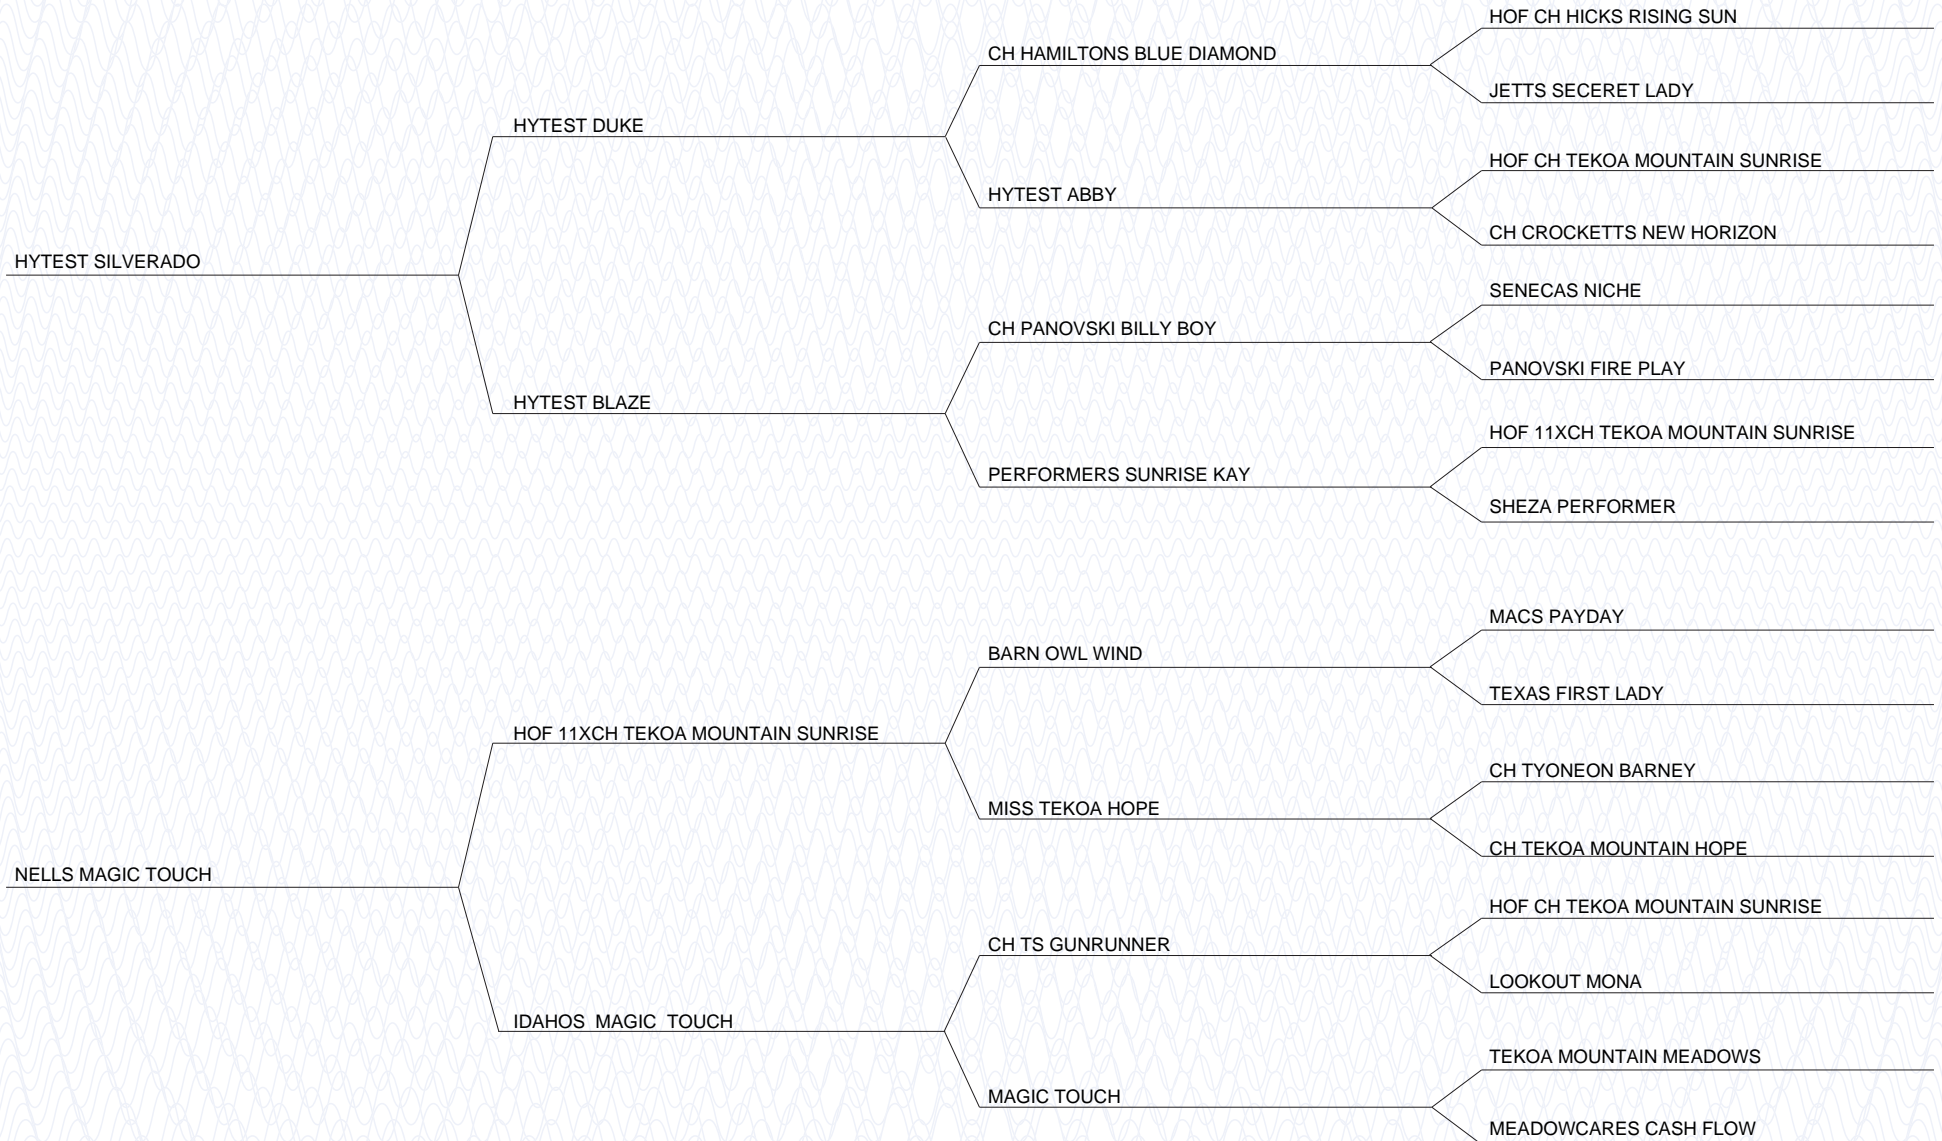 HOF CH HICKS RISING SUN
CH HAMILTONS BLUE DIAMOND
JETTS SECERET LADY
HYTEST DUKE
HOF CH TEKOA MOUNTAIN SUNRISE
HYTEST ABBY
CH CROCKETTS NEW HORIZON
HYTEST SILVERADO
SENECAS NICHE
CH PANOVSKI BILLY BOY
PANOVSKI FIRE PLAY
HYTEST BLAZE
HOF 11XCH TEKOA MOUNTAIN SUNRISE
PERFORMERS SUNRISE KAY
SHEZA PERFORMER
MACS PAYDAY
BARN OWL WIND
TEXAS FIRST LADY
HOF 11XCH TEKOA MOUNTAIN SUNRISE
CH TYONEON BARNEY
MISS TEKOA HOPE
CH TEKOA MOUNTAIN HOPE
NELLS MAGIC TOUCH
HOF CH TEKOA MOUNTAIN SUNRISE
CH TS GUNRUNNER
LOOKOUT MONA
IDAHOS  MAGIC  TOUCH
TEKOA MOUNTAIN MEADOWS
MAGIC TOUCH
MEADOWCARES CASH FLOW